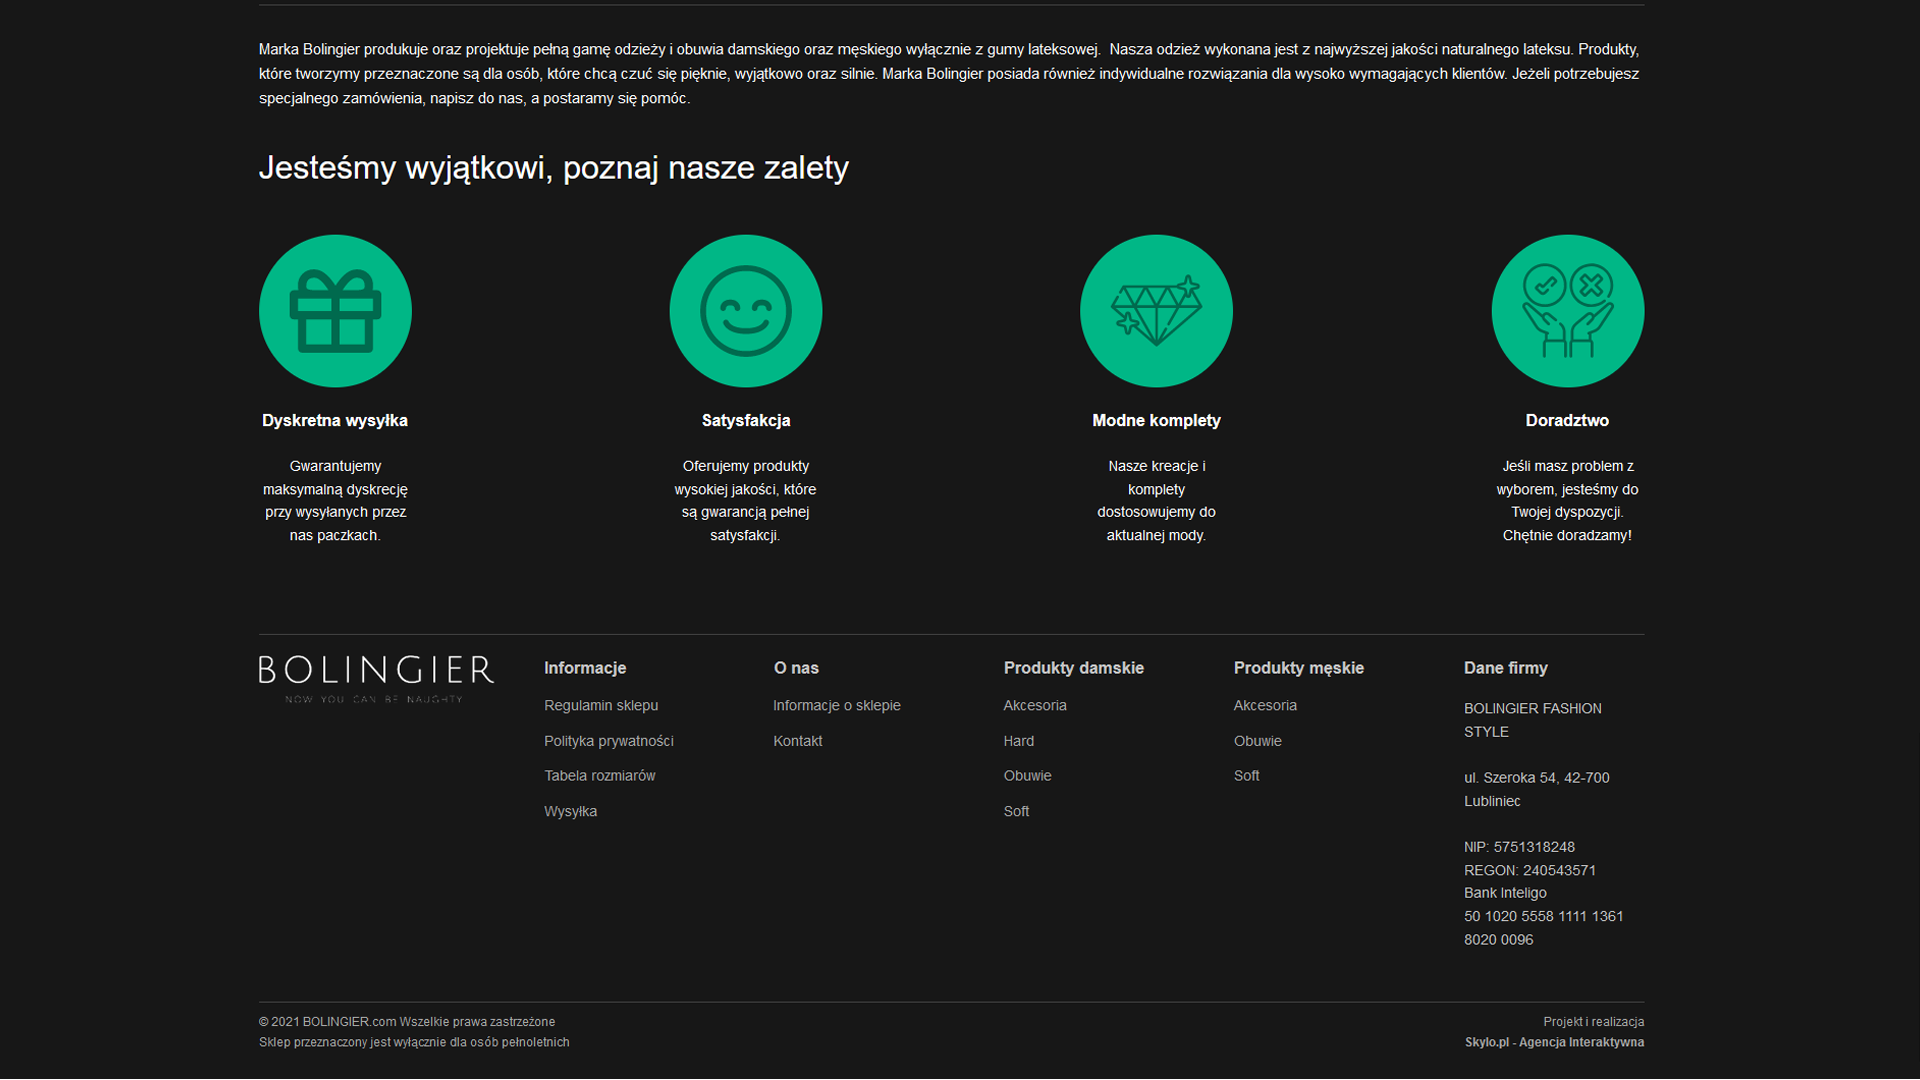 Marka Bolingier produkuje oraz projektuje pełną gamę odzieży i obuwia damskiego oraz męskiego wyłącznie z gumy lateksowej.  Nasza odzież wykonana jest z najwyższej jakości naturalnego lateksu. Produkty,
które tworzymy przeznaczone są dla osób, które chcą czuć się pięknie, wyjątkowo oraz silnie. Marka Bolingier posiada również indywidualne rozwiązania dla wysoko wymagających klientów. Jeżeli potrzebujesz
specjalnego zamówienia, napisz do nas, a postaramy się pomóc.
Jesteśmy wyjątkowi, poznaj nasze zalety
Dyskretna wysyłka
Gwarantujemy
maksymalną dyskrecję
przy wysyłanych przez
nas paczkach.
Satysfakcja
Oferujemy produkty
wysokiej jakości, które
są gwarancją pełnej
satysfakcji.
Modne komplety
Nasze kreacje i
komplety
dostosowujemy do
aktualnej mody.
Doradztwo
Jeśli masz problem z
wyborem, jesteśmy do
Twojej dyspozycji.
Chętnie doradzamy!
BOLINGIER
NOW YOU CAN BE NAUGHTY
Informacje
Regulamin sklepu
Polityka prywatności
Tabela rozmiarów
Wysyłka
O nas
Informacje o sklepie
Kontakt
Produkty damskie
Akcesoria
Hard
Obuwie
Soft
Produkty męskie
Akcesoria
Obuwie
Soft
Dane firmy
BOLINGIER FASHION
STYLE
ul. Szeroka 54, 42-700
Lubliniec
NIP: 5751318248
REGON: 240543571
Bank Inteligo
50 1020 5558 1111 1361
8020 0096
© 2021 BOLINGIER.com Wszelkie prawa zastrzeżone
Sklep przeznaczony jest wyłącznie dla osób pełnoletnich
Projekt i realizacja
Skylo.pl - Agencja Interaktywna